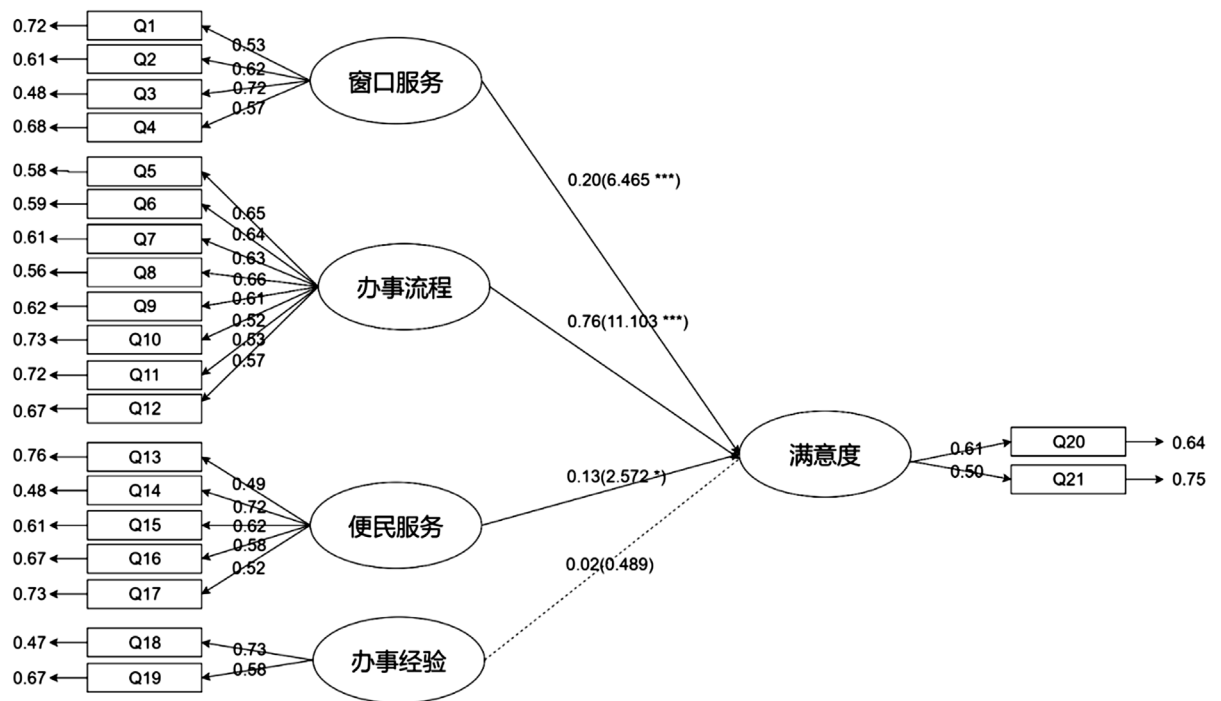 0.72 Q1 0.53
0.61 Q2 0.62
0.48 Q3 0.72
0.68 Q4 0.57
窗口服务
0.20(6.465 ***)
0.58 Q5 0.65
0.59 Q6 0.64
0.61 Q7 0.63
0.56 Q8 0.66
0.62 Q9 0.61
0.73 Q10 0.52
0.72 Q11 0.53
0.67 Q12 0.57
办事流程
0.76(11.103 ***)
0.76 Q13 0.49
0.48 Q14 0.72
0.61 Q15 0.62
0.67 Q16 0.58
0.73 Q17 0.52
便民服务
0.13(2.572 *)
0.47 Q18 0.73
0.67 Q19 0.58
办事经验
0.02(0.489)
满意度
0.61 Q20 0.64
0.50 Q21 0.75